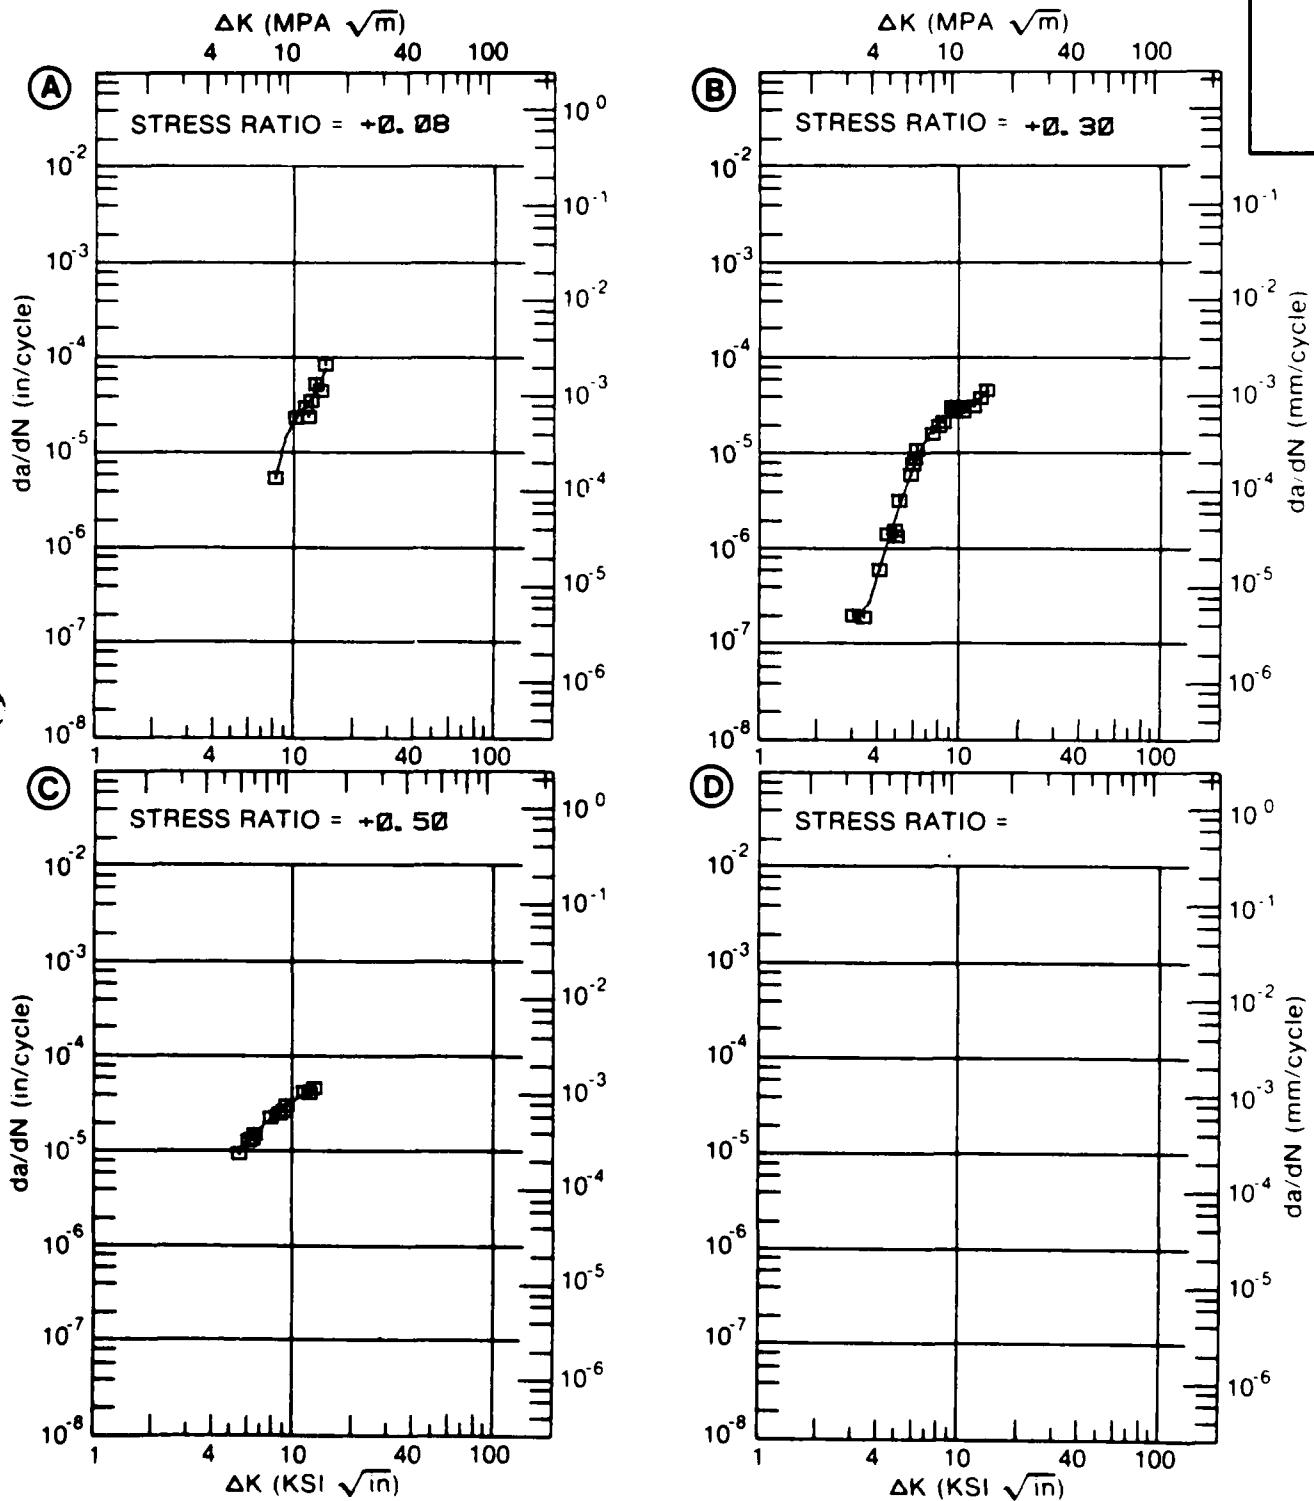 ΔK (MPA √m)
4 10 40 100
A
STRESS RATIO = +0.08
10⁰
10⁻²
10⁻¹
10⁻³
10⁻²
10⁻⁴
10⁻³
10⁻⁵
10⁻⁴
10⁻⁶
10⁻⁵
10⁻⁷
10⁻⁶
10⁻⁸
1 4 10 40 100
da/dN (in/cycle)
ΔK (MPA √m)
4 10 40 100
B
STRESS RATIO = +0.30
10⁻²
10⁻¹
10⁻³
10⁻²
10⁻⁴
10⁻³
10⁻⁵
10⁻⁴
10⁻⁶
10⁻⁵
10⁻⁷
10⁻⁶
10⁻⁸
1 4 10 40 100
da/dN (mm/cycle)
C
STRESS RATIO = +0.50
10⁰
10⁻²
10⁻¹
10⁻³
10⁻²
10⁻⁴
10⁻³
10⁻⁵
10⁻⁴
10⁻⁶
10⁻⁵
10⁻⁷
10⁻⁶
10⁻⁸
1 4 10 40 100
da/dN (in/cycle)
ΔK (KSI √in)
D
STRESS RATIO =
10⁰
10⁻²
10⁻¹
10⁻³
10⁻²
10⁻⁴
10⁻³
10⁻⁵
10⁻⁴
10⁻⁶
10⁻⁵
10⁻⁷
10⁻⁶
10⁻⁸
1 4 10 40 100
da/dN (mm/cycle)
ΔK (KSI √in)